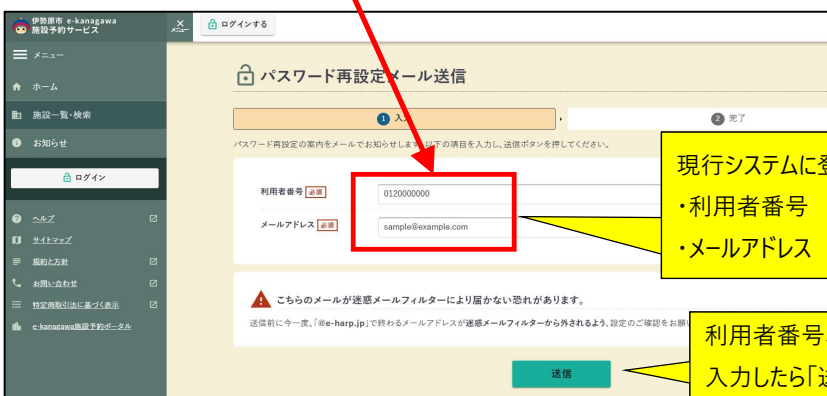 伊勢原市 e-kanagawa
施設予約サービス
メニュー
ログインする
メニュー
ホーム
施設一覧・検索
お知らせ
ログイン
ヘルプ
サイトマップ
規約と方針
お問い合わせ
特定商取引法に基づく表示
e-kanagawa施設予約ポータル
パスワード再設定メール送信
1 入
2 完了
パスワード再設定の案内をメールでお知らせします。以下の項目を入力し、送信ボタンを押してください。
利用者番号 必須
0120000000
メールアドレス 必須
sample@example.com
現行システムに登
・利用者番号
・メールアドレス
こちらのメールが迷惑メールフィルターにより届かない恐れがあります。
送信前に今一度、「@e-harp.jp」で終わるメールアドレスが迷惑メールフィルターから外されるよう、設定のご確認をお願い
送信
利用者番号
入力したら「送